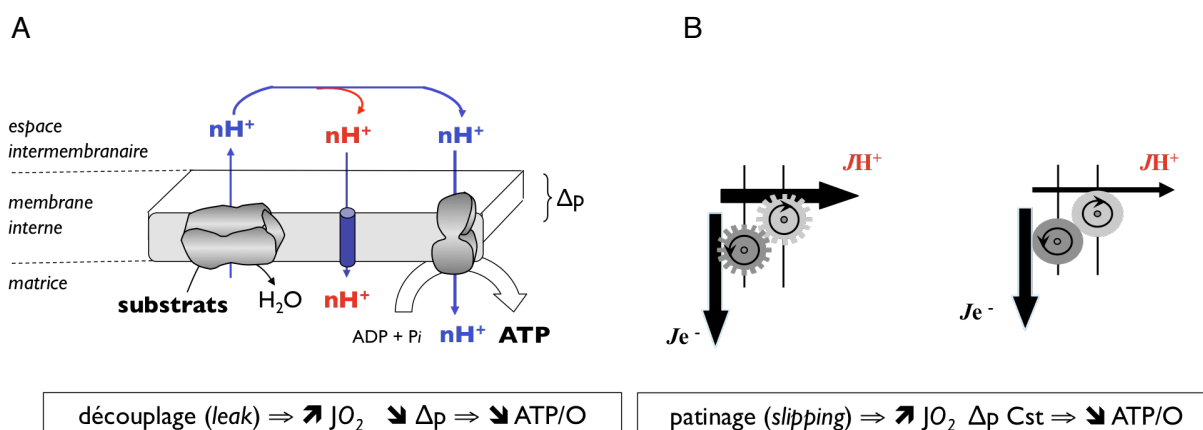 A
B
espace
intermembranaire
nH⁺ nH⁺ nH⁺
membrane
interne
Δp
matrice
substrats
H₂O
nH⁺
ADP + Pi nH⁺ ATP
JH⁺
Je -
JH⁺
Je -
découplage (leak) ⇒ ↗ JO₂ ↘ Δp ⇒ ↘ ATP/O
patinage (slipping) ⇒ ↗ JO₂ Δp Cst ⇒ ↘ ATP/O